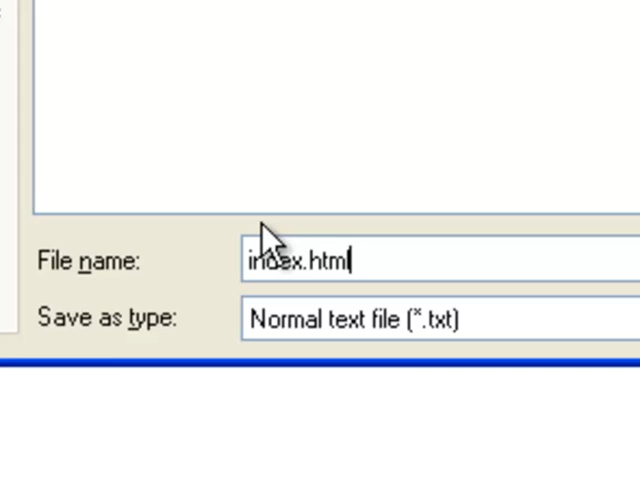 File name:
index.html
Save as type:
Normal text file (*.txt)